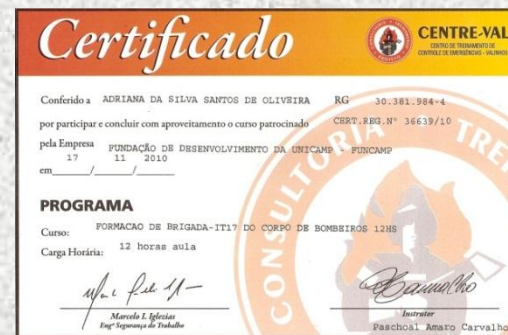 Certificado
CENTRE-VAL
CENTRO DE TREINAMENTO DE
CONTROLE DE EMERGÊNCIAS - VALINHOS
Conferido a ADRIANA DA SILVA SANTOS DE OLIVEIRA RG 30.381.984-4
por participar e concluir com aproveitamento o curso patrocinado CERT.REG.Nº 36639/10
pela Empresa FUNDAÇÃO DE DESENVOLVIMENTO DA UNICAMP - FUNCAMP
17 11 2010
em / /
PROGRAMA
Curso: FORMACAO DE BRIGADA-IT17 DO CORPO DE BOMBEIROS 12HS
Carga Horária: 12 horas aula
Marcelo I. Iglezias
Engº Segurança do Trabalho
Instrutor
Paschoal Amaro Carvalho
CONSULTORIA
TRE